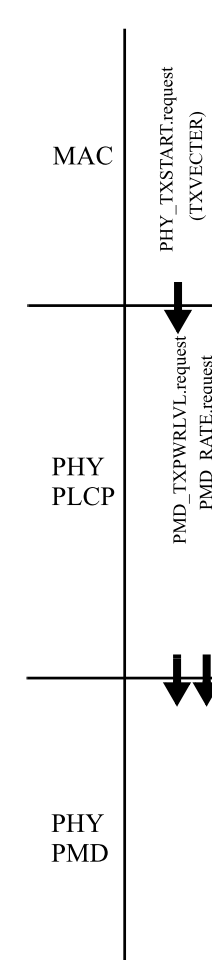 MAC
PHY_TXSTART.request
(TXVECTER)
PHY
PLCP
PMD_TXPWRLVL.request
PMD_RATE.request
PHY
PMD